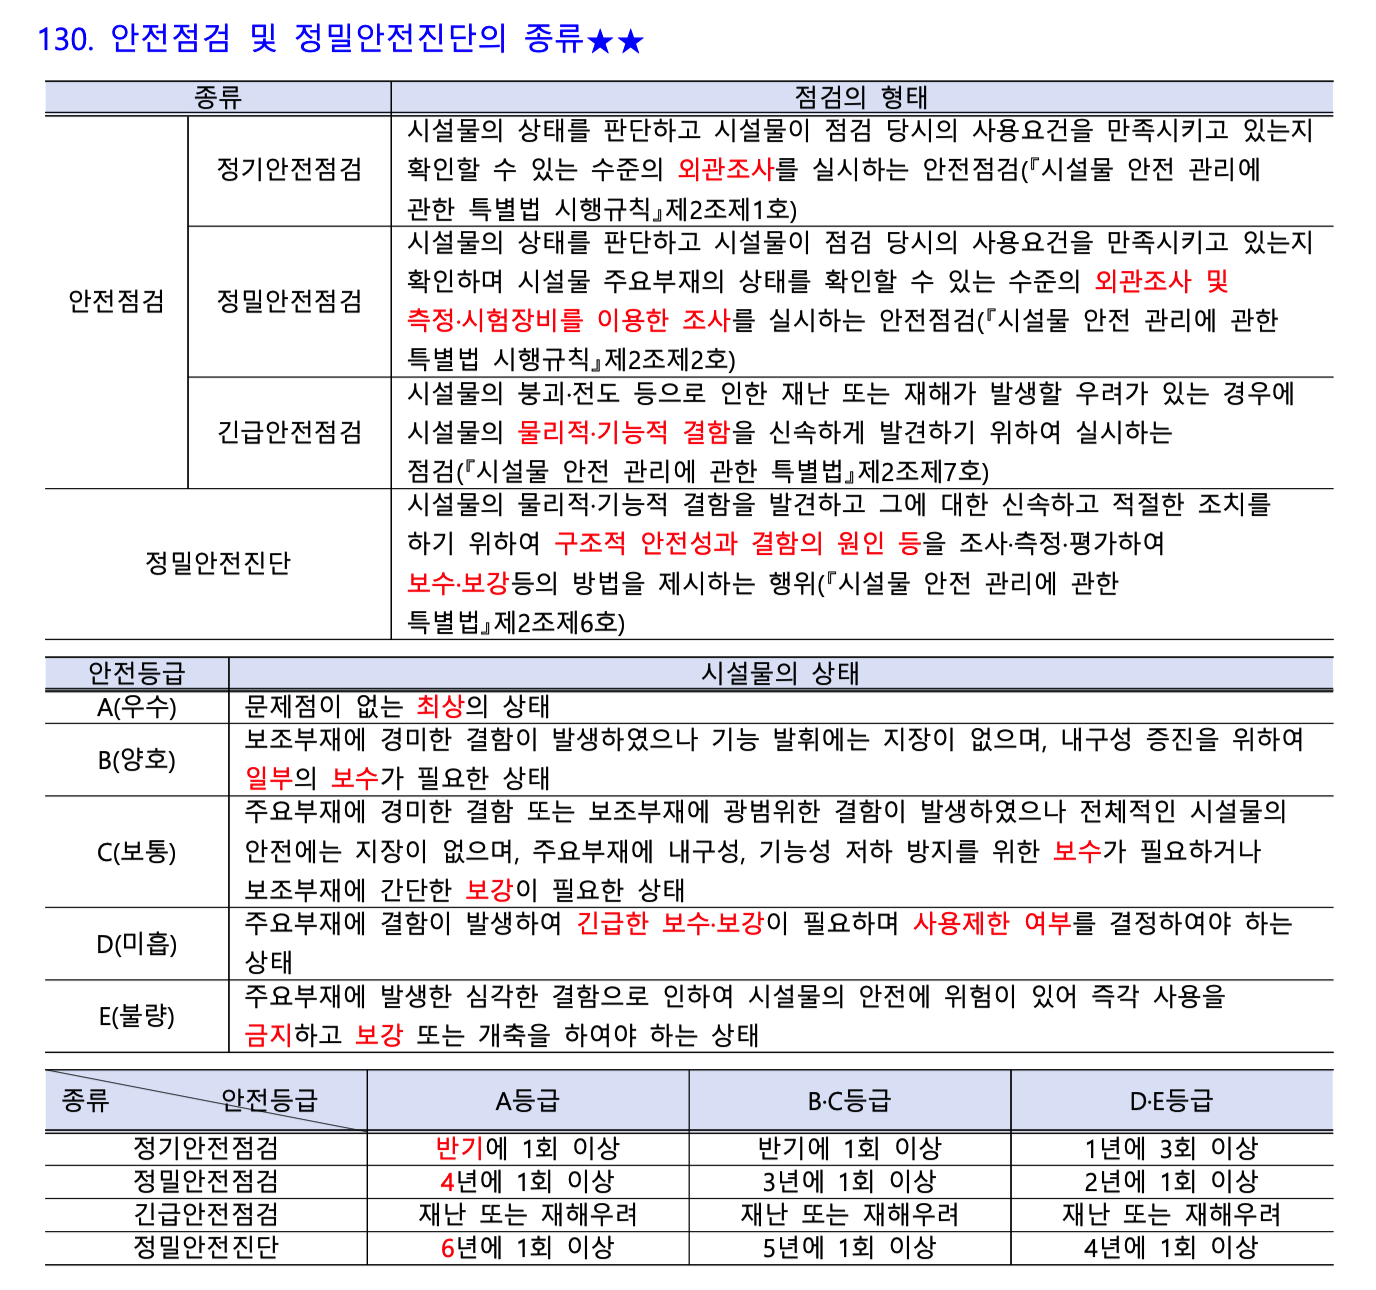 130. 안전점검 및 정밀안전진단의 종류★★
종류 점검의 형태
안전점검
정기안전점검
시설물의 상태를 판단하고 시설물이 점검 당시의 사용요건을 만족시키고 있는지
확인할 수 있는 수준의 외관조사를 실시하는 안전점검(『시설물 안전 관리에
관한 특별법 시행규칙』제2조제1호)
정밀안전점검
시설물의 상태를 판단하고 시설물이 점검 당시의 사용요건을 만족시키고 있는지
확인하며 시설물 주요부재의 상태를 확인할 수 있는 수준의 외관조사 및
측정·시험장비를 이용한 조사를 실시하는 안전점검(『시설물 안전 관리에 관한
특별법 시행규칙』제2조제2호)
긴급안전점검
시설물의 붕괴·전도 등으로 인한 재난 또는 재해가 발생할 우려가 있는 경우에
시설물의 물리적·기능적 결함을 신속하게 발견하기 위하여 실시하는
점검(『시설물 안전 관리에 관한 특별법』제2조제7호)
정밀안전진단
시설물의 물리적·기능적 결함을 발견하고 그에 대한 신속하고 적절한 조치를
하기 위하여 구조적 안전성과 결함의 원인 등을 조사·측정·평가하여
보수·보강등의 방법을 제시하는 행위(『시설물 안전 관리에 관한
특별법』제2조제6호)
안전등급 시설물의 상태
A(우수) 문제점이 없는 최상의 상태
B(양호)
보조부재에 경미한 결함이 발생하였으나 기능 발휘에는 지장이 없으며, 내구성 증진을 위하여
일부의 보수가 필요한 상태
C(보통)
주요부재에 경미한 결함 또는 보조부재에 광범위한 결함이 발생하였으나 전체적인 시설물의
안전에는 지장이 없으며, 주요부재에 내구성, 기능성 저하 방지를 위한 보수가 필요하거나
보조부재에 간단한 보강이 필요한 상태
D(미흡)
주요부재에 결함이 발생하여 긴급한 보수·보강이 필요하며 사용제한 여부를 결정하여야 하는
상태
E(불량)
주요부재에 발생한 심각한 결함으로 인하여 시설물의 안전에 위험이 있어 즉각 사용을
금지하고 보강 또는 개축을 하여야 하는 상태
종류 안전등급 A등급 B·C등급 D·E등급
정기안전점검 반기에 1회 이상 반기에 1회 이상 1년에 3회 이상
정밀안전점검 4년에 1회 이상 3년에 1회 이상 2년에 1회 이상
긴급안전점검 재난 또는 재해우려 재난 또는 재해우려 재난 또는 재해우려
정밀안전진단 6년에 1회 이상 5년에 1회 이상 4년에 1회 이상